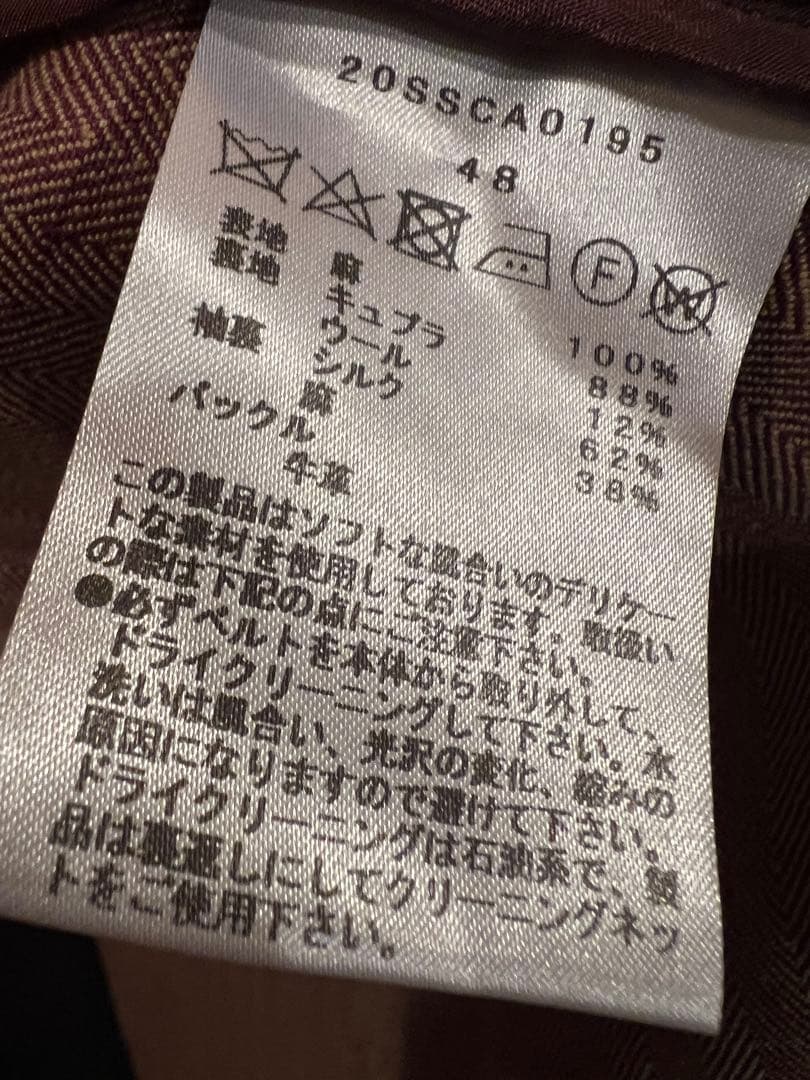 20SSCA0195
48
F
W
表地 麻 100%
裏地 キュプラ 88%
ウール 12%
袖裏 シルク 62%
麻 38%
バックル
牛革
この製品はソフトな風合いのデリケー
トな素材を使用しております。取扱い
の際は下記の点にご注意下さい。
●必ずベルトを本体から取り外して、
ドライクリーニングして下さい。水
洗いは風合い、光沢の変化、縮みの
原因になりますので避けて下さい。
ドライクリーニングは石油系で、製
品は裏返しにしてクリーニングネッ
トをご使用下さい。